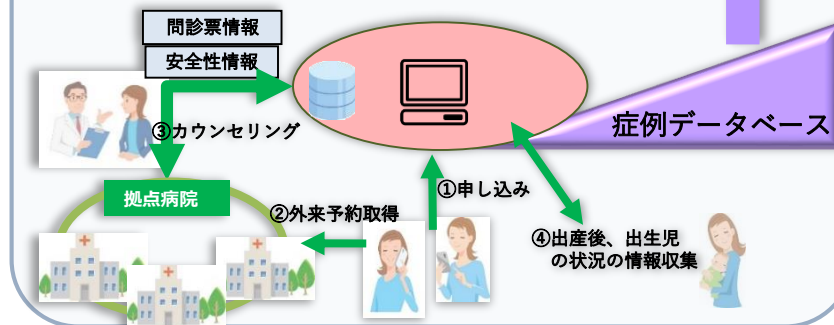 問診票情報
安全性情報
③カウンセリング
症例データベース
拠点病院
①申し込み
②外来予約取得
④出産後、出生児
の状況の情報収集